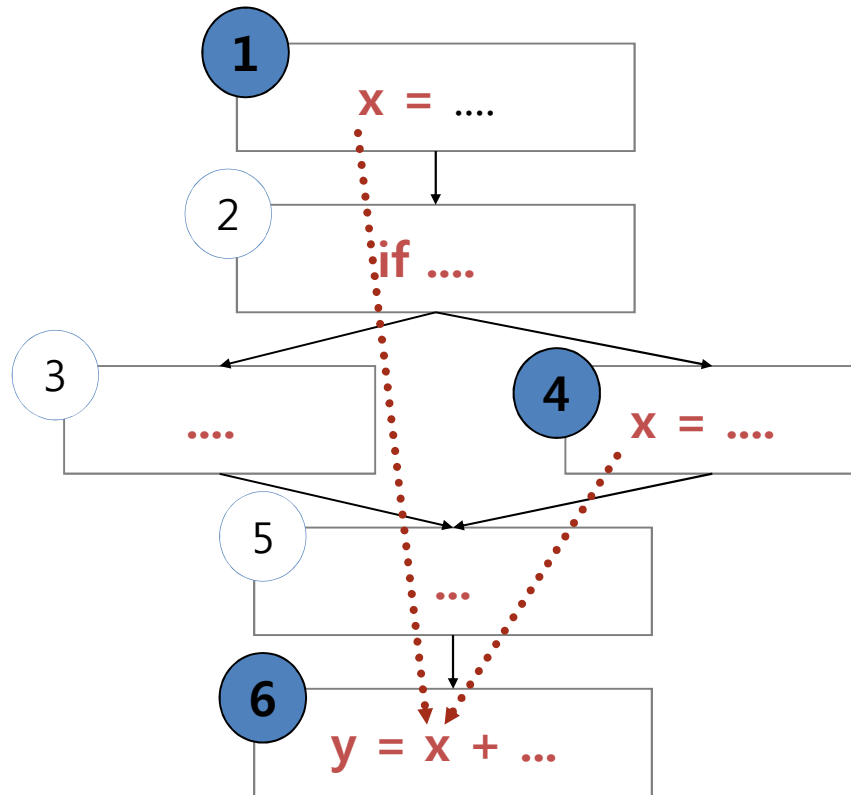 1
x = ....
2
if ....
3
....
4
x = ....
5
...
6
y = x + ...